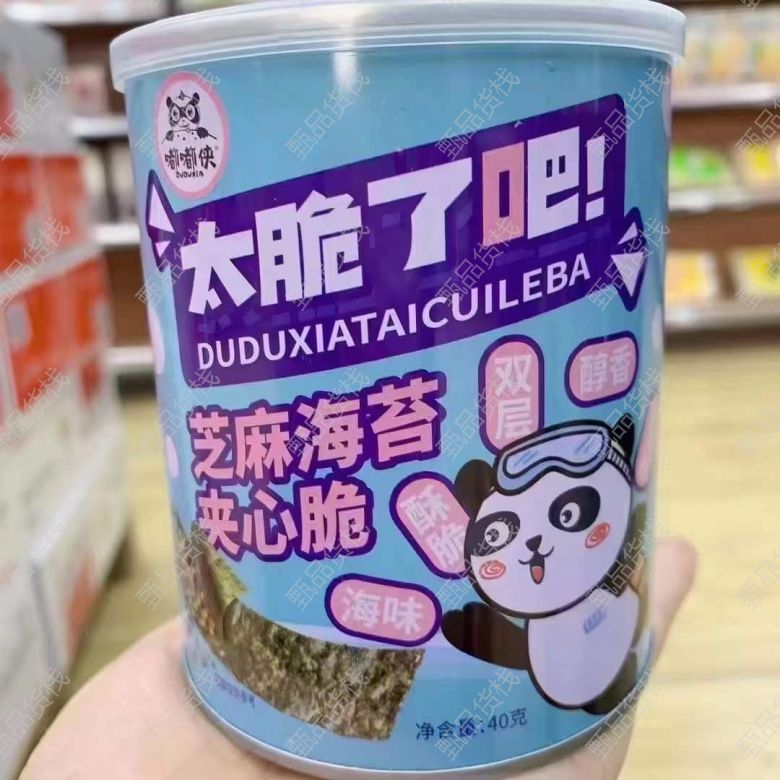 嘟嘟侠®
DUDUXIA
太脆了吧!
DUDUXIATAICUILEBA
芝麻海苔
夹心脆
双层
醇香
酥脆
海味
净含量:40克
甄品货栈